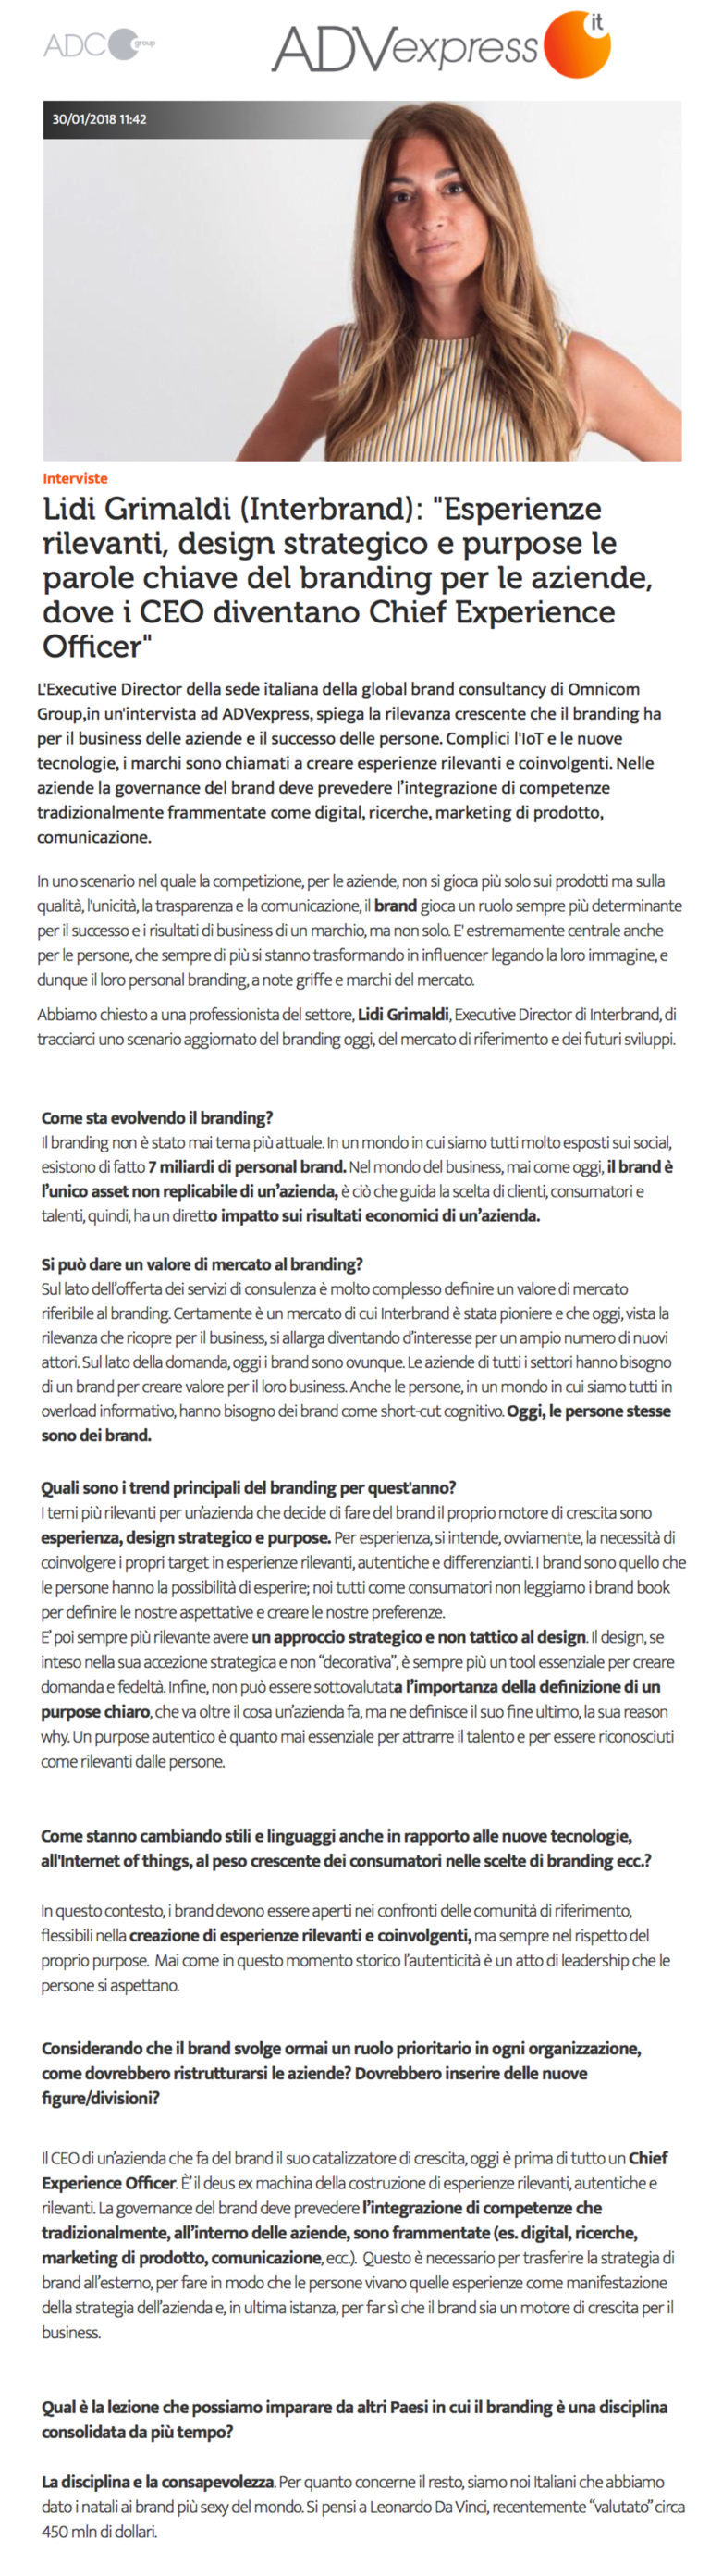 ADC group
ADVexpress it
30/01/2018 11:42
Interviste
Lidi Grimaldi (Interbrand): "Esperienze
rilevanti, design strategico e purpose le
parole chiave del branding per le aziende,
dove i CEO diventano Chief Experience
Officer"
L'Executive Director della sede italiana della global brand consultancy di Omnicom
Group,in un'intervista ad ADVexpress, spiega la rilevanza crescente che il branding ha
per il business delle aziende e il successo delle persone. Complici l'IoT e le nuove
tecnologie, i marchi sono chiamati a creare esperienze rilevanti e coinvolgenti. Nelle
aziende la governance del brand deve prevedere l'integrazione di competenze
tradizionalmente frammentate come digital, ricerche, marketing di prodotto,
comunicazione.
In uno scenario nel quale la competizione, per le aziende, non si gioca più solo sui prodotti ma sulla
qualità, l'unicità, la trasparenza e la comunicazione, il brand gioca un ruolo sempre più determinante
per il successo e i risultati di business di un marchio, ma non solo. E' estremamente centrale anche
per le persone, che sempre di più si stanno trasformando in influencer legando la loro immagine, e
dunque il loro personal branding, a note griffe e marchi del mercato.
Abbiamo chiesto a una professionista del settore, Lidi Grimaldi, Executive Director di Interbrand, di
tracciarci uno scenario aggiornato del branding oggi, del mercato di riferimento e dei futuri sviluppi.
Come sta evolvendo il branding?
Il branding non è stato mai tema più attuale. In un mondo in cui siamo tutti molto esposti sui social,
esistono di fatto 7 miliardi di personal brand. Nel mondo del business, mai come oggi, il brand è
l'unico asset non replicabile di un'azienda, è ciò che guida la scelta di clienti, consumatori e
talenti, quindi, ha un diretto impatto sui risultati economici di un'azienda.
Si può dare un valore di mercato al branding?
Sul lato dell'offerta dei servizi di consulenza è molto complesso definire un valore di mercato
riferibile al branding. Certamente è un mercato di cui Interbrand è stata pioniere e che oggi, vista la
rilevanza che ricopre per il business, si allarga diventando d'interesse per un ampio numero di nuovi
attori. Sul lato della domanda, oggi i brand sono ovunque. Le aziende di tutti i settori hanno bisogno
di un brand per creare valore per il loro business. Anche le persone, in un mondo in cui siamo tutti in
overload informativo, hanno bisogno dei brand come short-cut cognitivo. Oggi, le persone stesse
sono dei brand.
Quali sono i trend principali del branding per quest'anno?
I temi più rilevanti per un'azienda che decide di fare del brand il proprio motore di crescita sono
esperienza, design strategico e purpose. Per esperienza, si intende, ovviamente, la necessità di
coinvolgere i propri target in esperienze rilevanti, autentiche e differenzianti. I brand sono quello che
le persone hanno la possibilità di esperire; noi tutti come consumatori non leggiamo i brand book
per definire le nostre aspettative e creare le nostre preferenze.
E' poi sempre più rilevante avere un approccio strategico e non tattico al design. Il design, se
inteso nella sua accezione strategica e non "decorativa", è sempre più un tool essenziale per creare
domanda e fedeltà. Infine, non può essere sottovalutata l'importanza della definizione di un
purpose chiaro, che va oltre il cosa un'azienda fa, ma ne definisce il suo fine ultimo, la sua reason
why. Un purpose autentico è quanto mai essenziale per attrarre il talento e per essere riconosciuti
come rilevanti dalle persone.
Come stanno cambiando stili e linguaggi anche in rapporto alle nuove tecnologie,
all'Internet of things, al peso crescente dei consumatori nelle scelte di branding ecc.?
In questo contesto, i brand devono essere aperti nei confronti delle comunità di riferimento,
flessibili nella creazione di esperienze rilevanti e coinvolgenti, ma sempre nel rispetto del
proprio purpose. Mai come in questo momento storico l'autenticità è un atto di leadership che le
persone si aspettano.
Considerando che il brand svolge ormai un ruolo prioritario in ogni organizzazione,
come dovrebbero ristrutturarsi le aziende? Dovrebbero inserire delle nuove
figure/divisioni?
Il CEO di un'azienda che fa del brand il suo catalizzatore di crescita, oggi è prima di tutto un Chief
Experience Officer. È' il deus ex machina della costruzione di esperienze rilevanti, autentiche e
rilevanti. La governance del brand deve prevedere l'integrazione di competenze che
tradizionalmente, all'interno delle aziende, sono frammentate (es. digital, ricerche,
marketing di prodotto, comunicazione, ecc.). Questo è necessario per trasferire la strategia di
brand all'esterno, per fare in modo che le persone vivano quelle esperienze come manifestazione
della strategia dell'azienda e, in ultima istanza, per far sì che il brand sia un motore di crescita per il
business.
Qual è la lezione che possiamo imparare da altri Paesi in cui il branding è una disciplina
consolidata da più tempo?
La disciplina e la consapevolezza. Per quanto concerne il resto, siamo noi Italiani che abbiamo
dato i natali ai brand più sexy del mondo. Si pensi a Leonardo Da Vinci, recentemente "valutato" circa
450 mln di dollari.